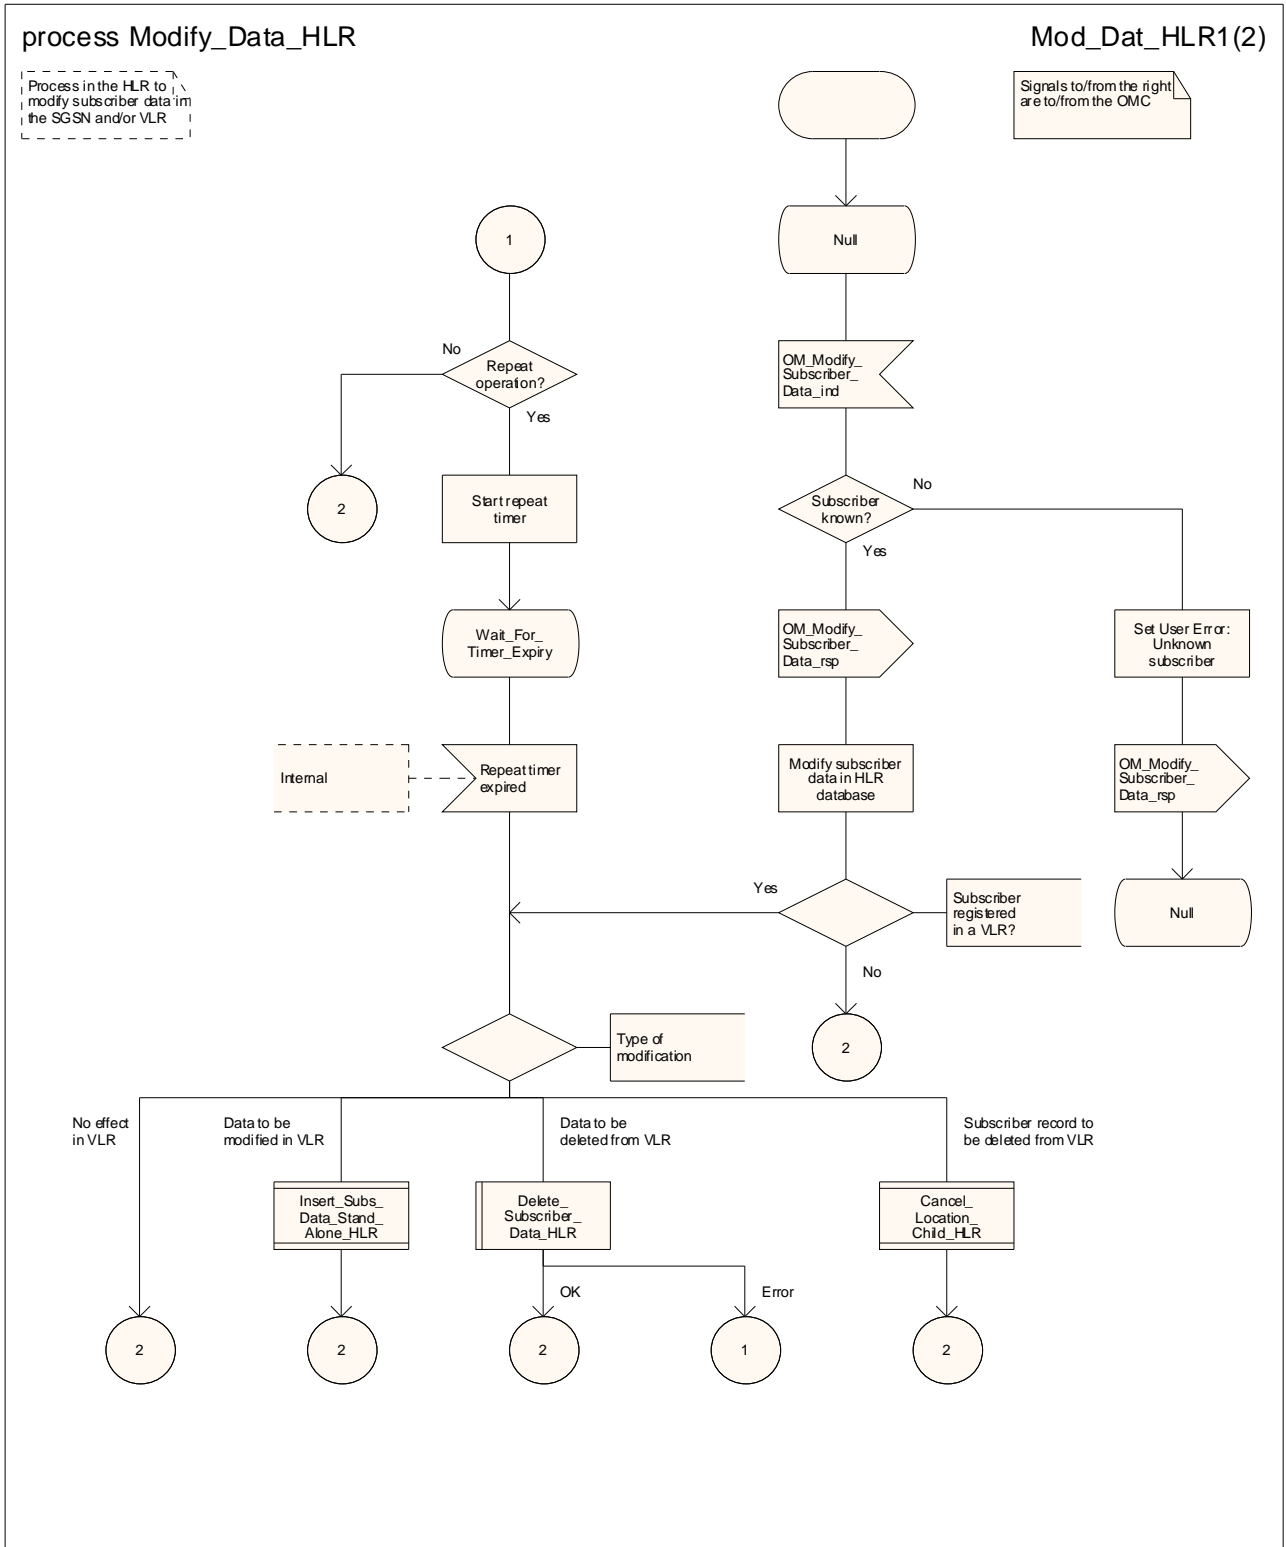 process Modify_Data_HLR
Mod_Dat_HLR1(2)
Process in the HLR to
modify subscriber data in
the SGSN and/or VLR
Signals to/from the right
are to/from the OMC
1
Null
No
Repeat
operation?
Yes
OM_Modify_
Subscriber_
Data_ind
2
Start repeat
timer
Subscriber
known?
No
Yes
Wait_For_
Timer_Expiry
OM_Modify_
Subscriber_
Data_rsp
Set User Error:
Unknown
subscriber
Internal
Repeat timer
expired
Modify subscriber
data in HLR
database
OM_Modify_
Subscriber_
Data_rsp
Yes
Subscriber
registered
in a VLR?
Null
No
Type of
modification
2
No effect
in VLR
Data to be
modified in VLR
Data to be
deleted from VLR
Subscriber record to
be deleted from VLR
Insert_Subs_
Data_Stand_
Alone_HLR
Delete_
Subscriber_
Data_HLR
Cancel_
Location_
Child_HLR
OK
Error
2
2
2
1
2